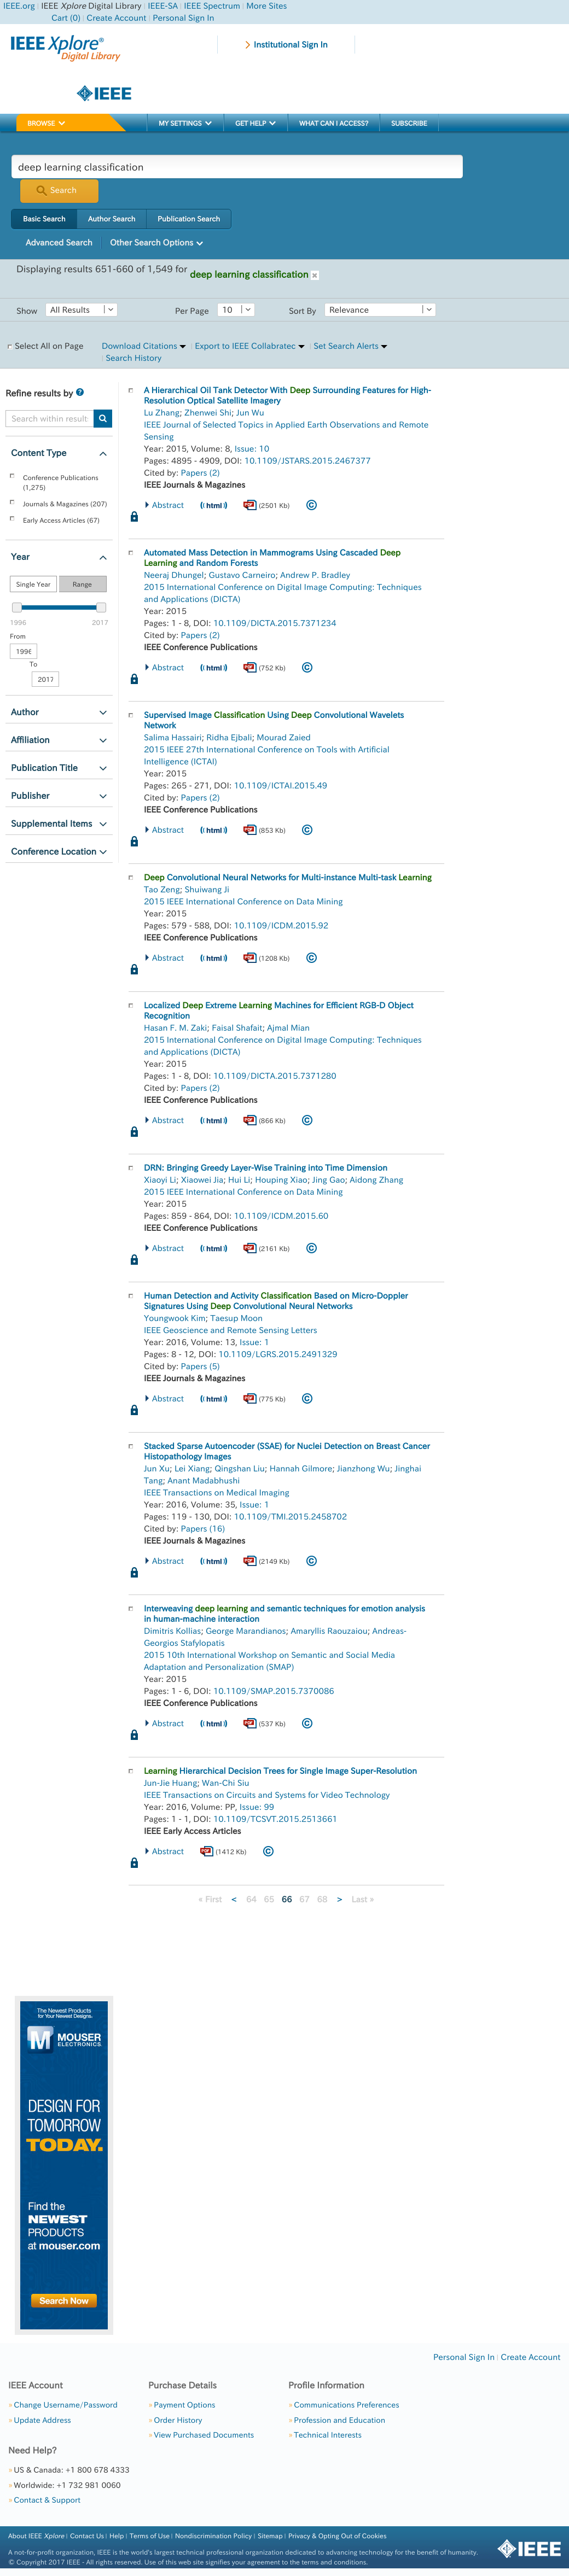 IEEE.org | IEEE Xplore Digital Library | IEEE-SA | IEEE Spectrum | More Sites
Cart (0) | Create Account | Personal Sign In
IEEE Xplore®
Digital Library
Institutional Sign In
IEEE
BROWSE
MY SETTINGS
GET HELP
WHAT CAN I ACCESS?
SUBSCRIBE
deep learning classification
Search
Basic Search
Author Search
Publication Search
Advanced Search
Other Search Options
Displaying results 651-660 of 1,549 for deep learning classification
Show All Results
Per Page 10
Sort By Relevance
Select All on Page
Download Citations | Export to IEEE Collabratec | Set Search Alerts
| Search History
Refine results by
Search within result
Content Type
Conference Publications
(1,275)
Journals & Magazines (207)
Early Access Articles (67)
Year
Single Year
Range
1996
2017
From
1996
To
2017
Author
Affiliation
Publication Title
Publisher
Supplemental Items
Conference Location
A Hierarchical Oil Tank Detector With Deep Surrounding Features for High-
Resolution Optical Satellite Imagery
Lu Zhang; Zhenwei Shi; Jun Wu
IEEE Journal of Selected Topics in Applied Earth Observations and Remote
Sensing
Year: 2015, Volume: 8, Issue: 10
Pages: 4895 - 4909, DOI: 10.1109/JSTARS.2015.2467377
Cited by: Papers (2)
IEEE Journals & Magazines
Abstract ((html)) PDF (2501 Kb) ©
Automated Mass Detection in Mammograms Using Cascaded Deep
Learning and Random Forests
Neeraj Dhungel; Gustavo Carneiro; Andrew P. Bradley
2015 International Conference on Digital Image Computing: Techniques
and Applications (DICTA)
Year: 2015
Pages: 1 - 8, DOI: 10.1109/DICTA.2015.7371234
Cited by: Papers (2)
IEEE Conference Publications
Abstract ((html)) PDF (752 Kb) ©
Supervised Image Classification Using Deep Convolutional Wavelets
Network
Salima Hassairi; Ridha Ejbali; Mourad Zaied
2015 IEEE 27th International Conference on Tools with Artificial
Intelligence (ICTAI)
Year: 2015
Pages: 265 - 271, DOI: 10.1109/ICTAI.2015.49
Cited by: Papers (2)
IEEE Conference Publications
Abstract ((html)) PDF (853 Kb) ©
Deep Convolutional Neural Networks for Multi-instance Multi-task Learning
Tao Zeng; Shuiwang Ji
2015 IEEE International Conference on Data Mining
Year: 2015
Pages: 579 - 588, DOI: 10.1109/ICDM.2015.92
IEEE Conference Publications
Abstract ((html)) PDF (1208 Kb) ©
Localized Deep Extreme Learning Machines for Efficient RGB-D Object
Recognition
Hasan F. M. Zaki; Faisal Shafait; Ajmal Mian
2015 International Conference on Digital Image Computing: Techniques
and Applications (DICTA)
Year: 2015
Pages: 1 - 8, DOI: 10.1109/DICTA.2015.7371280
Cited by: Papers (2)
IEEE Conference Publications
Abstract ((html)) PDF (866 Kb) ©
DRN: Bringing Greedy Layer-Wise Training into Time Dimension
Xiaoyi Li; Xiaowei Jia; Hui Li; Houping Xiao; Jing Gao; Aidong Zhang
2015 IEEE International Conference on Data Mining
Year: 2015
Pages: 859 - 864, DOI: 10.1109/ICDM.2015.60
IEEE Conference Publications
Abstract ((html)) PDF (2161 Kb) ©
Human Detection and Activity Classification Based on Micro-Doppler
Signatures Using Deep Convolutional Neural Networks
Youngwook Kim; Taesup Moon
IEEE Geoscience and Remote Sensing Letters
Year: 2016, Volume: 13, Issue: 1
Pages: 8 - 12, DOI: 10.1109/LGRS.2015.2491329
Cited by: Papers (5)
IEEE Journals & Magazines
Abstract ((html)) PDF (775 Kb) ©
Stacked Sparse Autoencoder (SSAE) for Nuclei Detection on Breast Cancer
Histopathology Images
Jun Xu; Lei Xiang; Qingshan Liu; Hannah Gilmore; Jianzhong Wu; Jinghai
Tang; Anant Madabhushi
IEEE Transactions on Medical Imaging
Year: 2016, Volume: 35, Issue: 1
Pages: 119 - 130, DOI: 10.1109/TMI.2015.2458702
Cited by: Papers (16)
IEEE Journals & Magazines
Abstract ((html)) PDF (2149 Kb) ©
Interweaving deep learning and semantic techniques for emotion analysis
in human-machine interaction
Dimitris Kollias; George Marandianos; Amaryllis Raouzaiou; Andreas-
Georgios Stafylopatis
2015 10th International Workshop on Semantic and Social Media
Adaptation and Personalization (SMAP)
Year: 2015
Pages: 1 - 6, DOI: 10.1109/SMAP.2015.7370086
IEEE Conference Publications
Abstract ((html)) PDF (537 Kb) ©
Learning Hierarchical Decision Trees for Single Image Super-Resolution
Jun-Jie Huang; Wan-Chi Siu
IEEE Transactions on Circuits and Systems for Video Technology
Year: 2016, Volume: PP, Issue: 99
Pages: 1 - 1, DOI: 10.1109/TCSVT.2015.2513661
IEEE Early Access Articles
Abstract PDF (1412 Kb) ©
« First < 64 65 66 67 68 > Last »
The Newest Products
for Your Newest Designs.
M MOUSER
ELECTRONICS.
DESIGN FOR
TOMORROW
TODAY.
Find the
NEWEST
PRODUCTS
at mouser.com
Search Now
Personal Sign In | Create Account
IEEE Account
» Change Username/Password
» Update Address
Purchase Details
» Payment Options
» Order History
» View Purchased Documents
Profile Information
» Communications Preferences
» Profession and Education
» Technical Interests
Need Help?
» US & Canada: +1 800 678 4333
» Worldwide: +1 732 981 0060
» Contact & Support
About IEEE Xplore | Contact Us | Help | Terms of Use | Nondiscrimination Policy | Sitemap | Privacy & Opting Out of Cookies
A not-for-profit organization, IEEE is the world's largest technical professional organization dedicated to advancing technology for the benefit of humanity.
© Copyright 2017 IEEE - All rights reserved. Use of this web site signifies your agreement to the terms and conditions.
IEEE